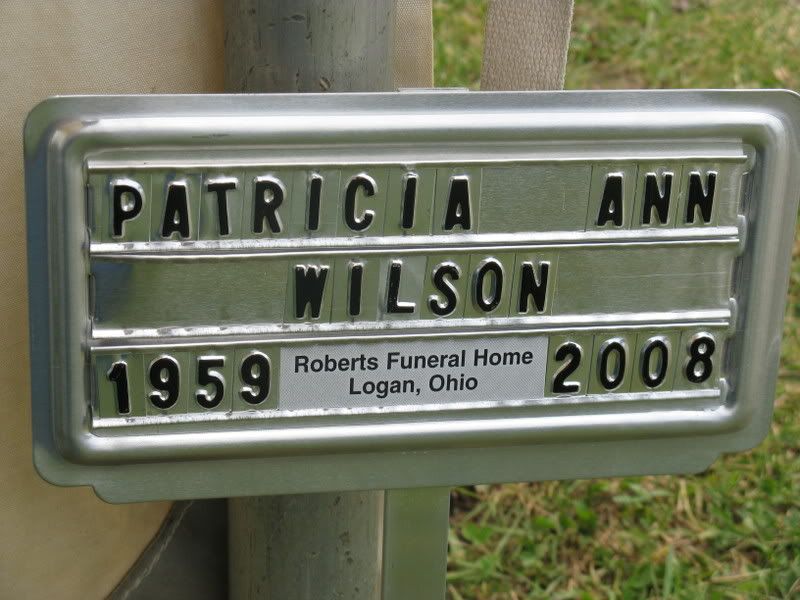 PATRICIA ANN
WILSON
1959 Roberts Funeral Home 2008
Logan, Ohio